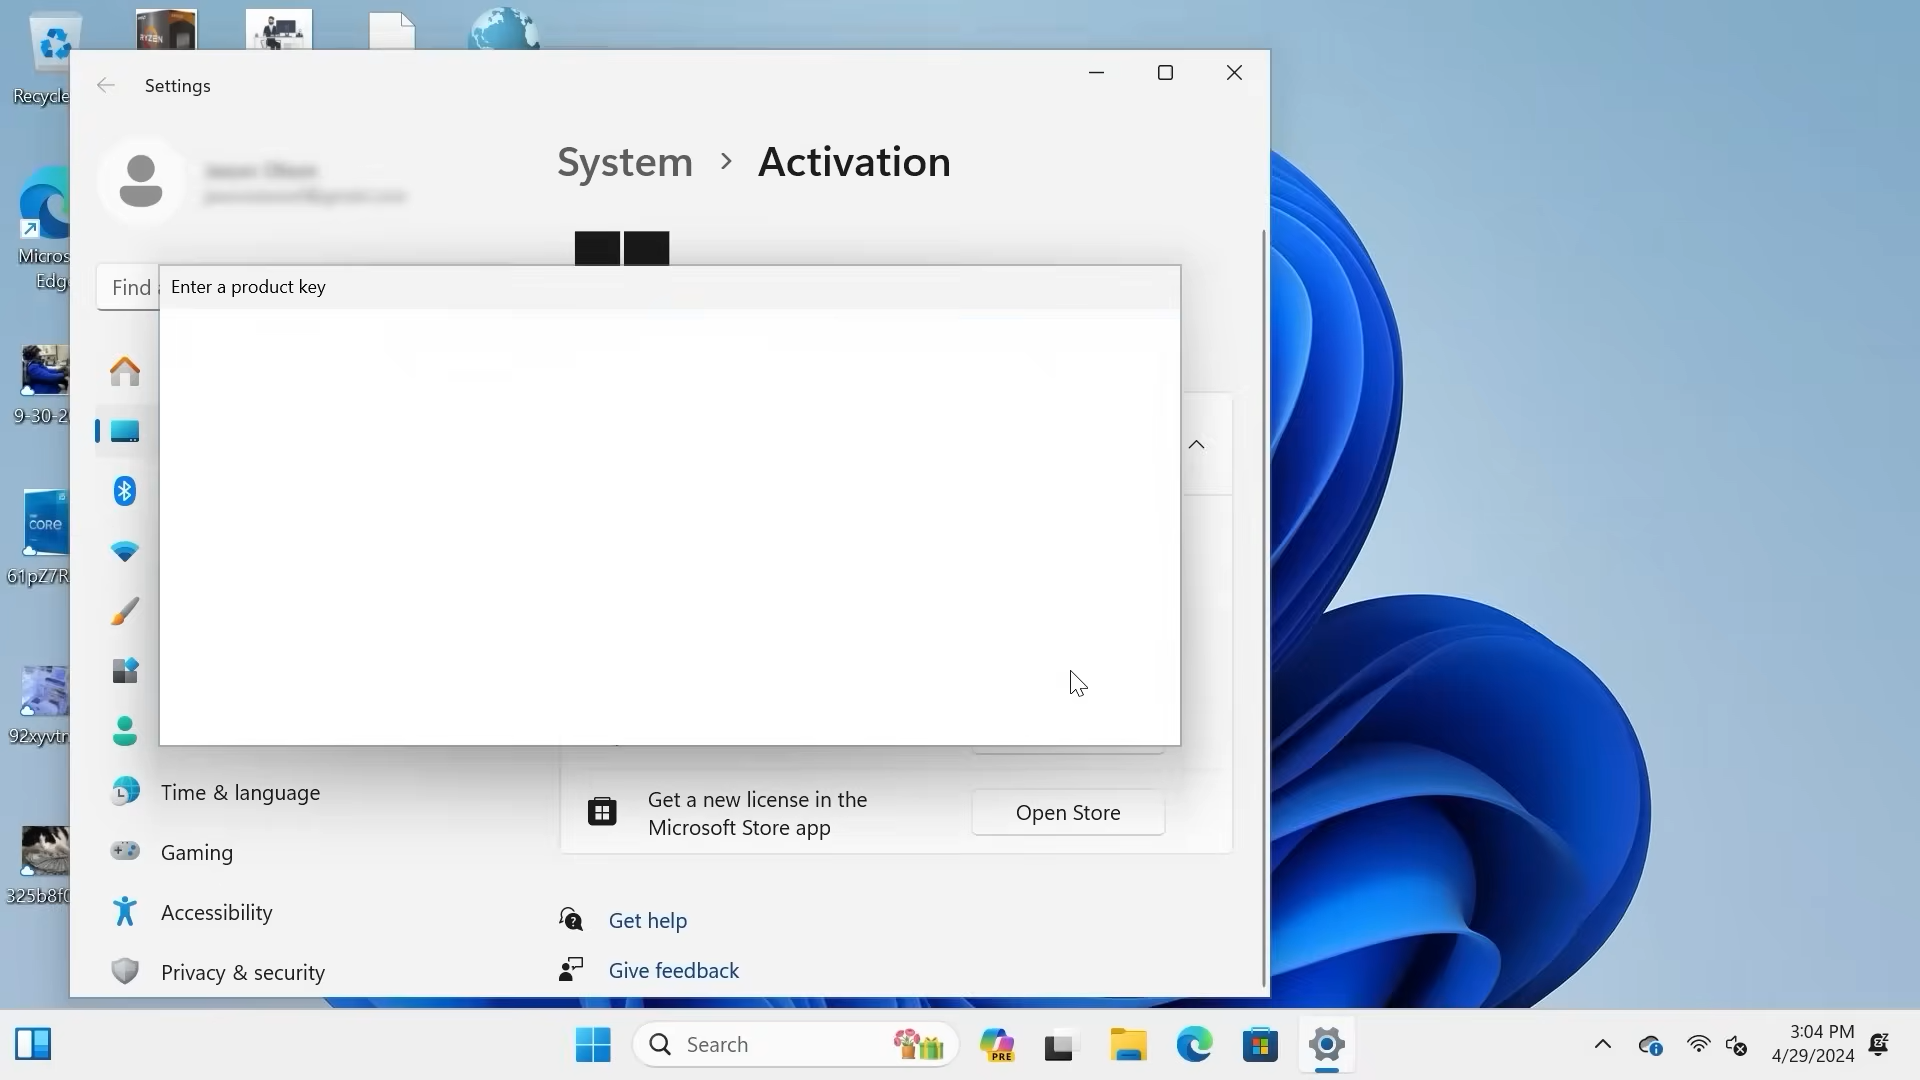 RYZEN
Recycle
Settings
System > Activation
Micros
Edg
Find
Enter a product key
9-30-2
CORE
61pZ7R
92xyvtr
Get a new license in the
Microsoft Store app
Open Store
Time & language
Gaming
325b8f0
Accessibility
Get help
Privacy & security
Give feedback
Search
PRE
3:04 PM
4/29/2024